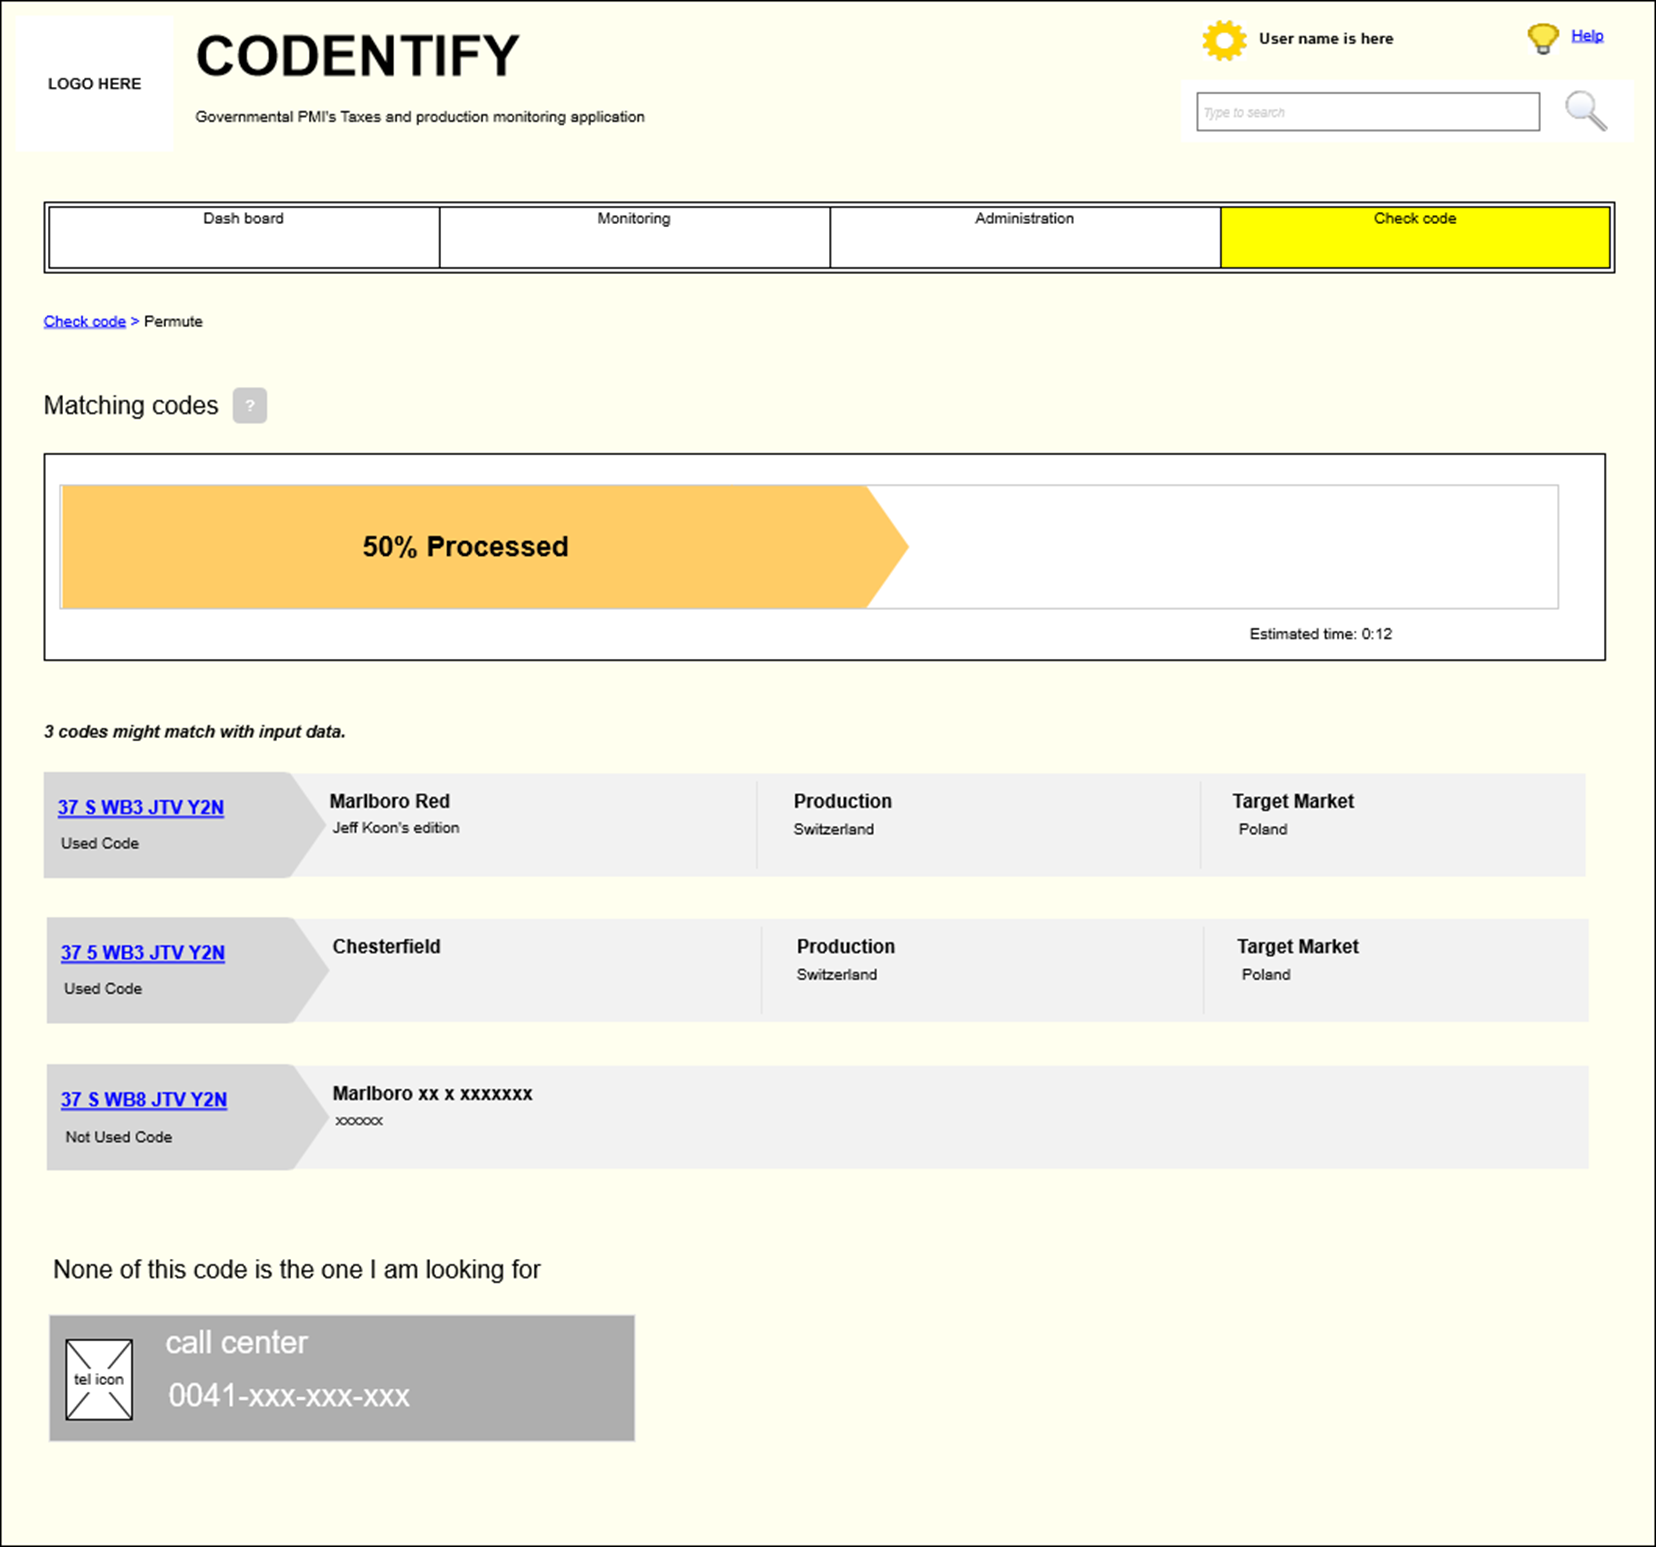 LOGO HERE
CODENTIFY
Governmental PMI's Taxes and production monitoring application
User name is here
Help
Type to search
Dash board
Monitoring
Administration
Check code
Check code > Permute
Matching codes ?
50% Processed
Estimated time: 0:12
3 codes might match with input data.
37 S WB3 JTV Y2N
Used Code
Marlboro Red
Jeff Koon's edition
Production
Switzerland
Target Market
Poland
37 5 WB3 JTV Y2N
Used Code
Chesterfield
Production
Switzerland
Target Market
Poland
37 S WB8 JTV Y2N
Not Used Code
Marlboro xx x xxxxxxx
xxxxxx
None of this code is the one I am looking for
tel icon
call center
0041-xxx-xxx-xxx